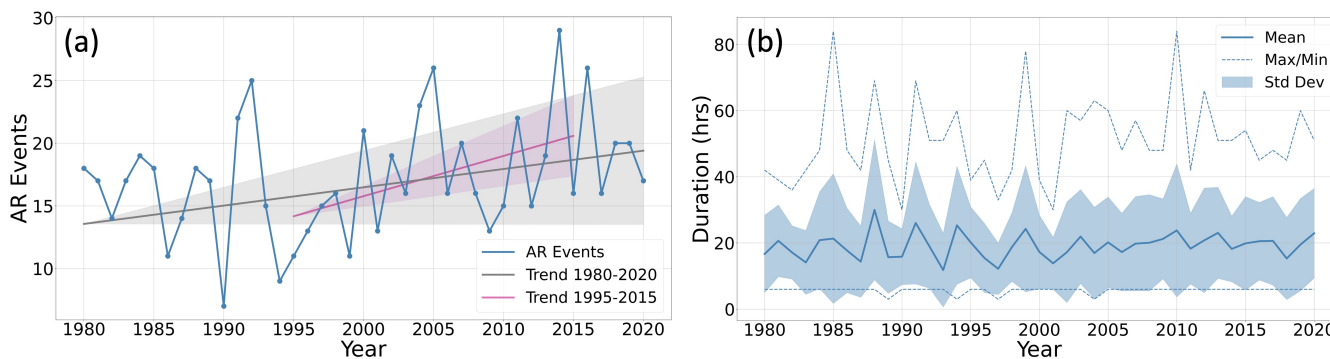 (a)
30
25
20
15
10
AR Events
AR Events
Trend 1980-2020
Trend 1995-2015
1980 1985 1990 1995 2000 2005 2010 2015 2020
Year
(b)
80
60
40
20
0
Duration (hrs)
Mean
Max/Min
Std Dev
1980 1985 1990 1995 2000 2005 2010 2015 2020
Year